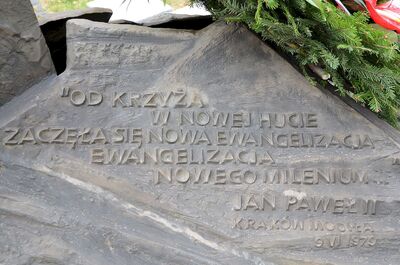 "OD KRZYŻA
W NOWEJ HUCIE
ZACZĘŁA SIĘ NOWA EWANGELIZACJA
EWANGELIZACJA
NOWEGO MILENIUM..."
JAN PAWEŁ II
KRAKÓW MOGIŁA
9 VI 1979